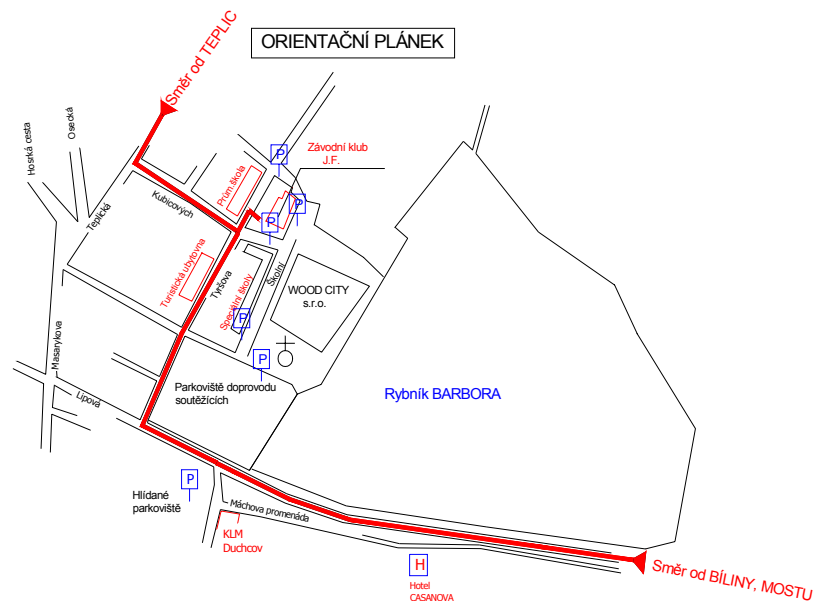 ORIENTAČNÍ PLÁNEK
Směr od TEPLIC
Hosrká cesta
Osecká
P
Závodní klub
J.F.
Prům.škola
Kubicových
P
P
Teplická
Turistická ubytovna
Tyršova
Speciální školy
Školní
WOOD CITY
s.r.o.
P
Masarykova
P
Lipová
Parkoviště doprovodu
soutěžících
Rybník BARBORA
P
Hlídané
parkoviště
Máchova promenáda
KLM
Duchcov
H
Hotel
CASANOVA
Směr od BÍLINY, MOSTU